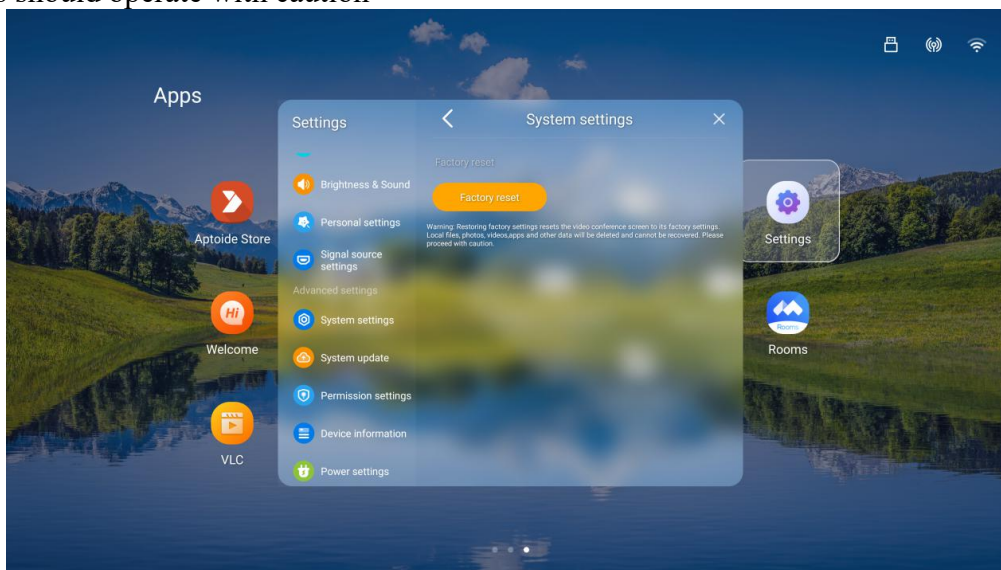 should operate with caution
Apps
Settings
System settings
Factory reset
Brightness & Sound
Factory reset
Personal settings
Warning: Restoring factory settings resets the video conference screen to its factory settings.
Local files, photos, videos,apps and other data will be deleted and cannot be recovered. Please
proceed with caution.
Aptoide Store
Settings
Signal source
settings
Advanced settings
System settings
Hi
Rooms
Welcome
Rooms
System update
Permission settings
Device information
VLC
Power settings